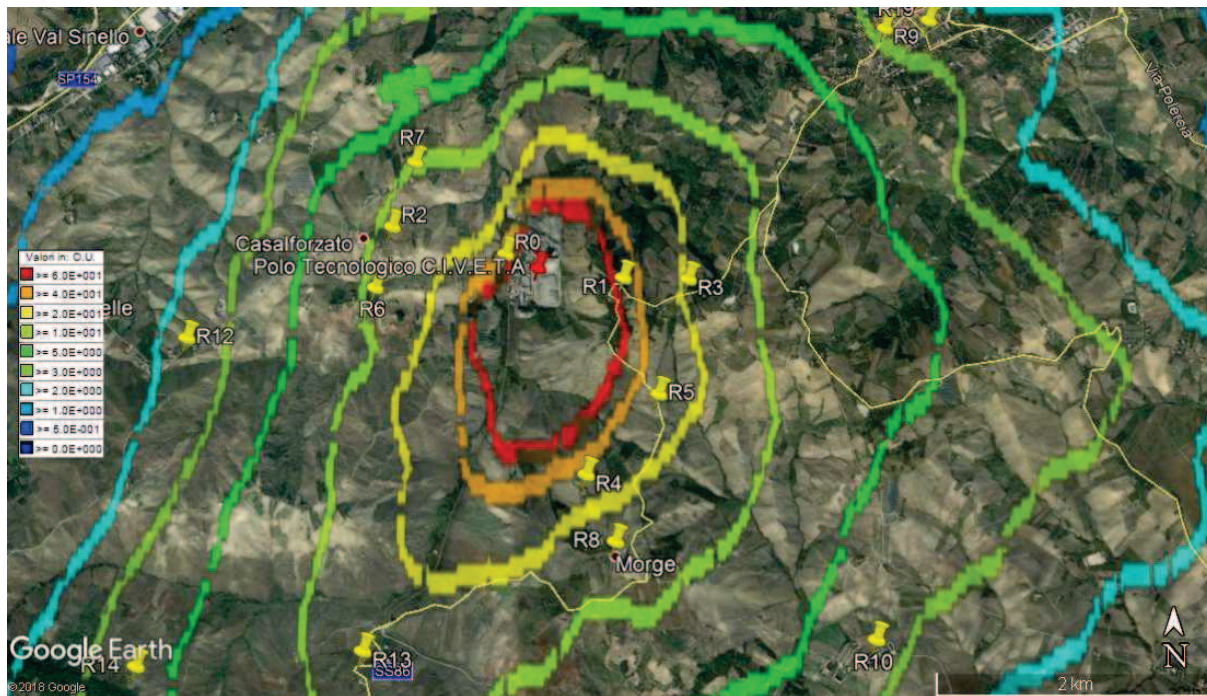 ale Val Sinello
SP154
R19
R9
Via Polercia
R7
R2
Casalforzato
R0
Polo Tecnologico C.I.V.E.T.A
R1
R3
R6
Valori in: O.U.
>= 6.0E+001
>= 4.0E+001
>= 2.0E+001
>= 1.0E+001
>= 5.0E+000
>= 3.0E+000
>= 2.0E+000
>= 1.0E+000
>= 5.0E-001
>= 0.0E+000
elle
R12
R5
R4
R8
Morge
Google Earth
R14
R13
SS86
R10
N
©2018 Google
2 km